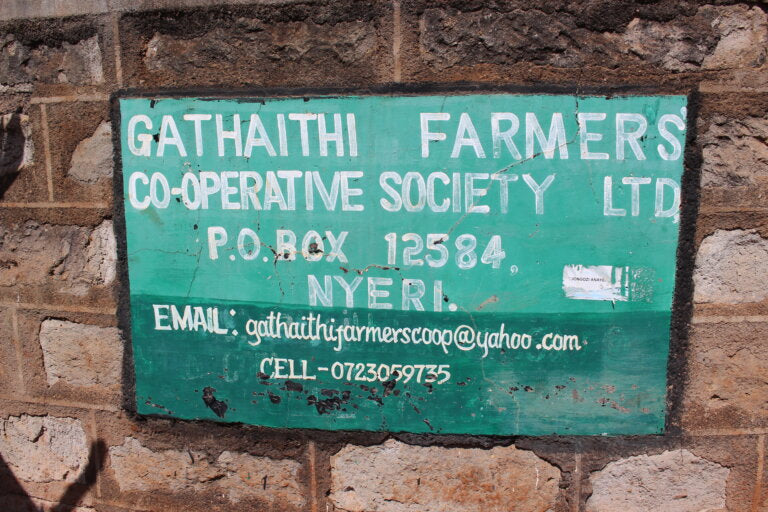 GATHAITHI FARMERS'
CO-OPERATIVE SOCIETY LTD
P.O.BOX 12584,
NYERI.
EMAIL: gathaithifarmerscoop@yahoo.com
CELL-0723059735